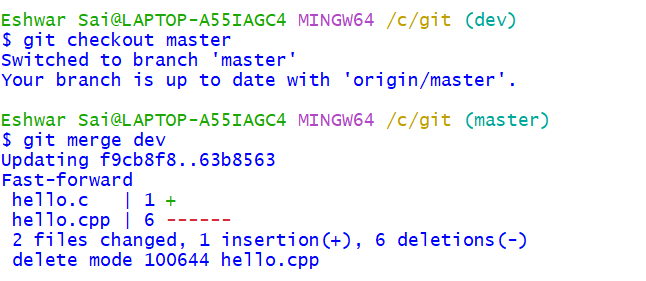 Eshwar Sai@LAPTOP-A55IAGC4 MINGW64 /c/git (dev)
$ git checkout master
Switched to branch 'master'
Your branch is up to date with 'origin/master'.
Eshwar Sai@LAPTOP-A55IAGC4 MINGW64 /c/git (master)
$ git merge dev
Updating f9cb8f8..63b8563
Fast-forward
 hello.c   | 1 +
 hello.cpp | 6 ------
 2 files changed, 1 insertion(+), 6 deletions(-)
 delete mode 100644 hello.cpp